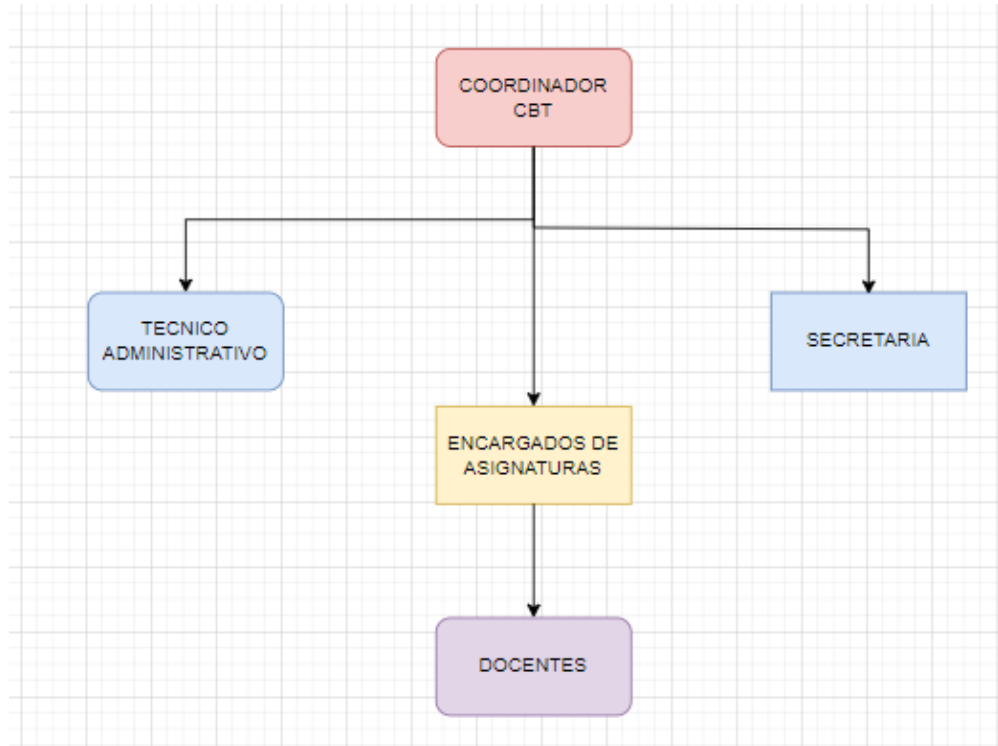 COORDINADOR
CBT
TECNICO
ADMINISTRATIVO
SECRETARIA
ENCARGADOS DE
ASIGNATURAS
DOCENTES